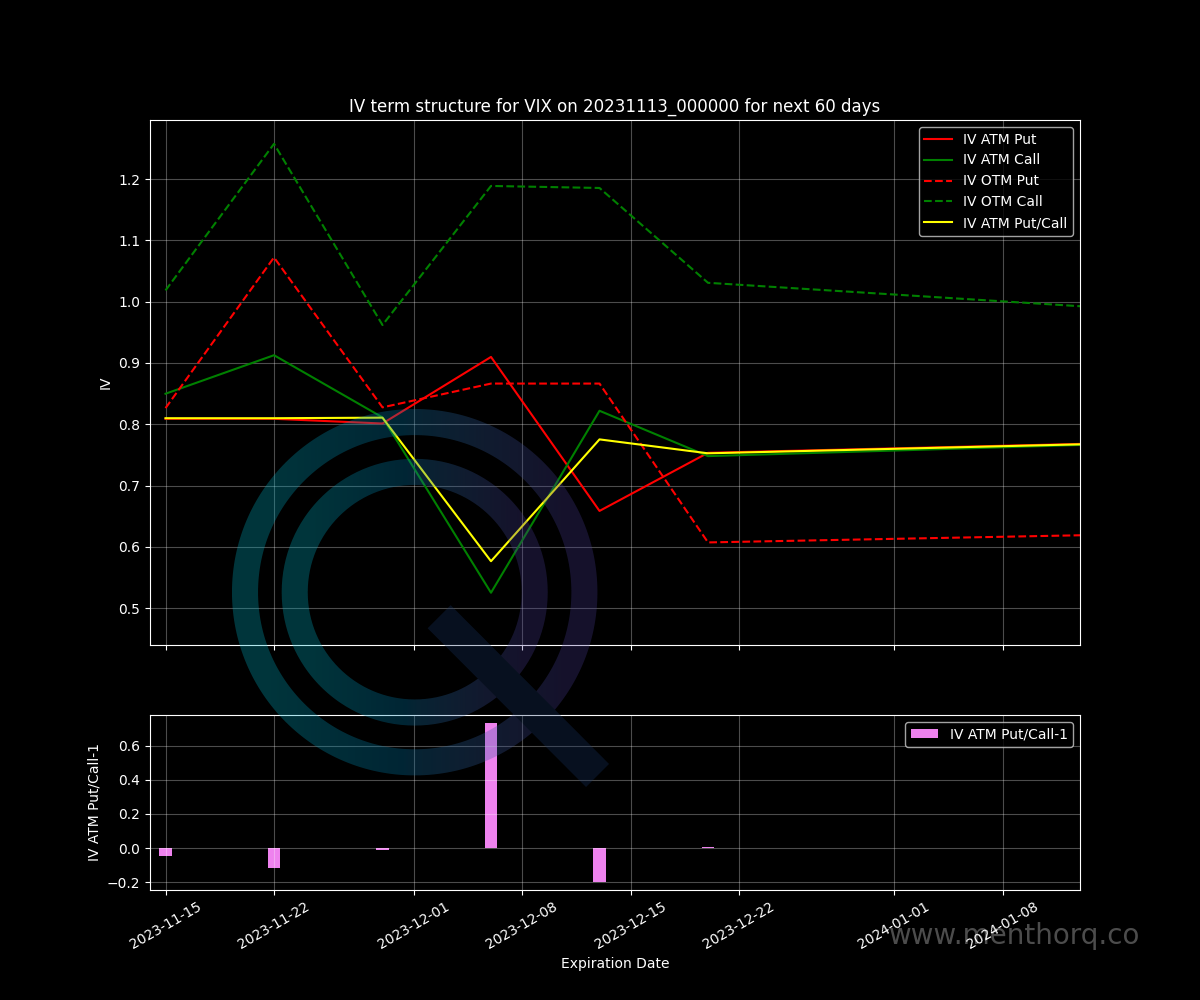 IV term structure for VIX on 20231113_000000 for next 60 days
IV ATM Put
IV ATM Call
IV OTM Put
IV OTM Call
IV ATM Put/Call
1.2
1.1
1.0
0.9
0.8
0.7
0.6
0.5
IV
IV ATM Put/Call-1
0.6
0.4
0.2
0.0
−0.2
IV ATM Put/Call-1
2023-11-15
2023-11-22
2023-12-01
2023-12-08
2023-12-15
2023-12-22
2024-01-01
2024-01-08
www.menthorq.co
Expiration Date